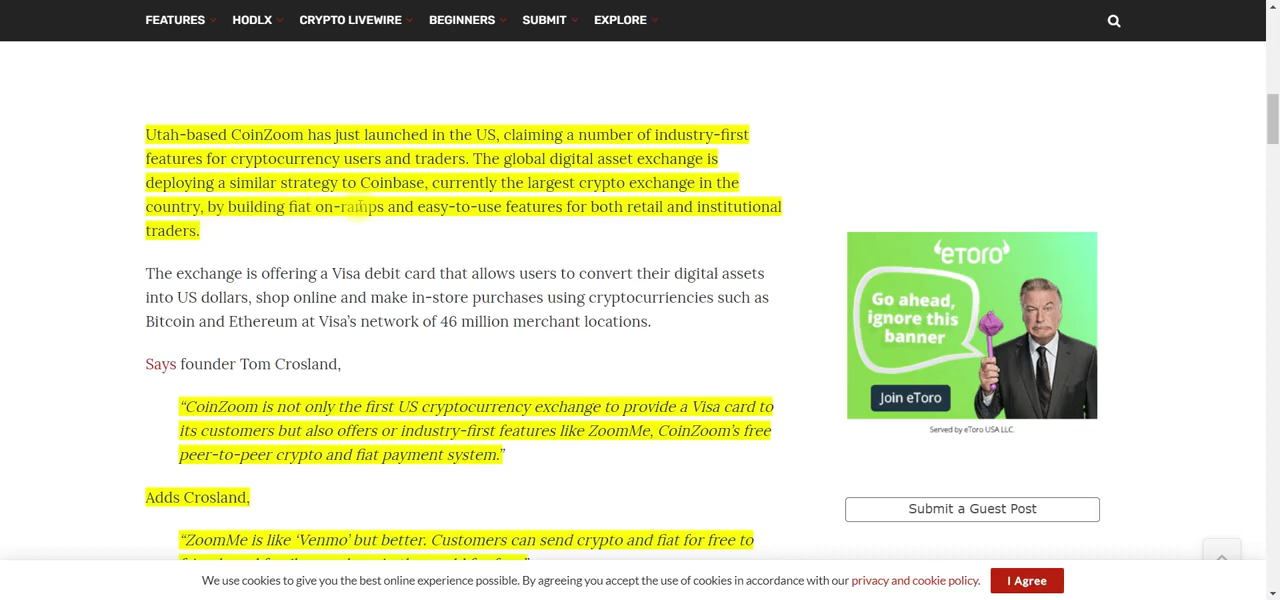 FEATURES HODLX CRYPTO LIVEWIRE BEGINNERS SUBMIT EXPLORE
Utah-based CoinZoom has just launched in the US, claiming a number of industry-first
features for cryptocurrency users and traders. The global digital asset exchange is
deploying a similar strategy to Coinbase, currently the largest crypto exchange in the
country, by building fiat on-ramps and easy-to-use features for both retail and institutional
traders.
The exchange is offering a Visa debit card that allows users to convert their digital assets
into US dollars, shop online and make in-store purchases using cryptocurriencies such as
Bitcoin and Ethereum at Visa's network of 46 million merchant locations.
Says founder Tom Crosland,
“CoinZoom is not only the first US cryptocurrency exchange to provide a Visa card to
its customers but also offers or industry-first features like ZoomMe, CoinZoom’s free
peer-to-peer crypto and fiat payment system.”
Adds Crosland,
“ZoomMe is like ‘Venmo’ but better. Customers can send crypto and fiat for free to
eToro
Go ahead,
ignore this
banner
Join eToro
Served by eToro USA LLC.
Submit a Guest Post
We use cookies to give you the best online experience possible. By agreeing you accept the use of cookies in accordance with our privacy and cookie policy.
I Agree